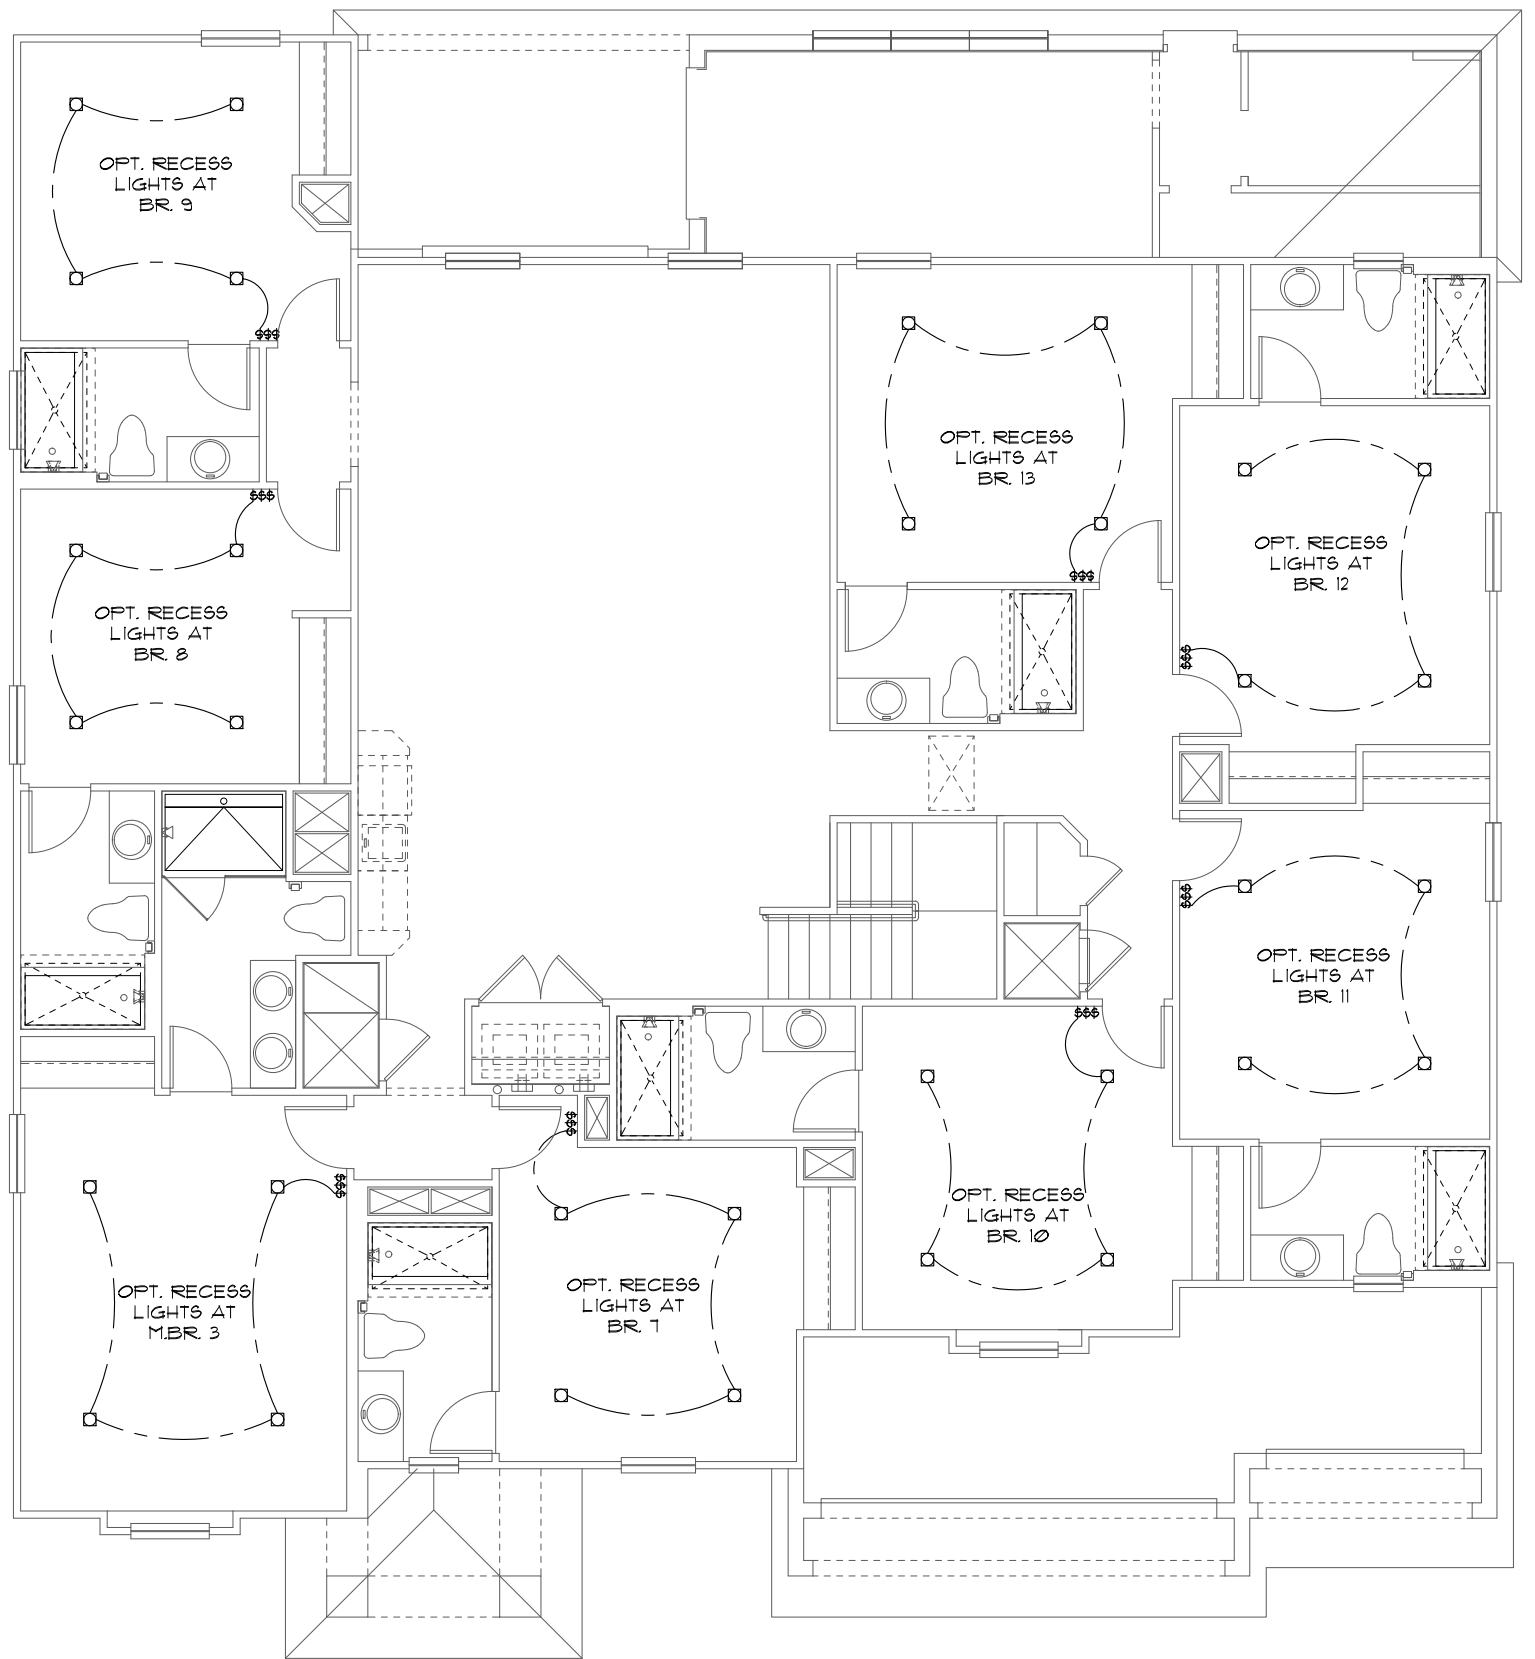 OPT. RECESS
LIGHTS AT
BR. 9
$$$
$$$
OPT. RECESS
LIGHTS AT
BR. 8
OPT. RECESS
LIGHTS AT
BR. 13
$$$
OPT. RECESS
LIGHTS AT
BR. 12
$$$
$$$
OPT. RECESS
LIGHTS AT
BR. 11
$$$
OPT. RECESS
LIGHTS AT
BR. 10
$$$
OPT. RECESS
LIGHTS AT
BR. 7
$$$
OPT. RECESS
LIGHTS AT
M.BR. 3